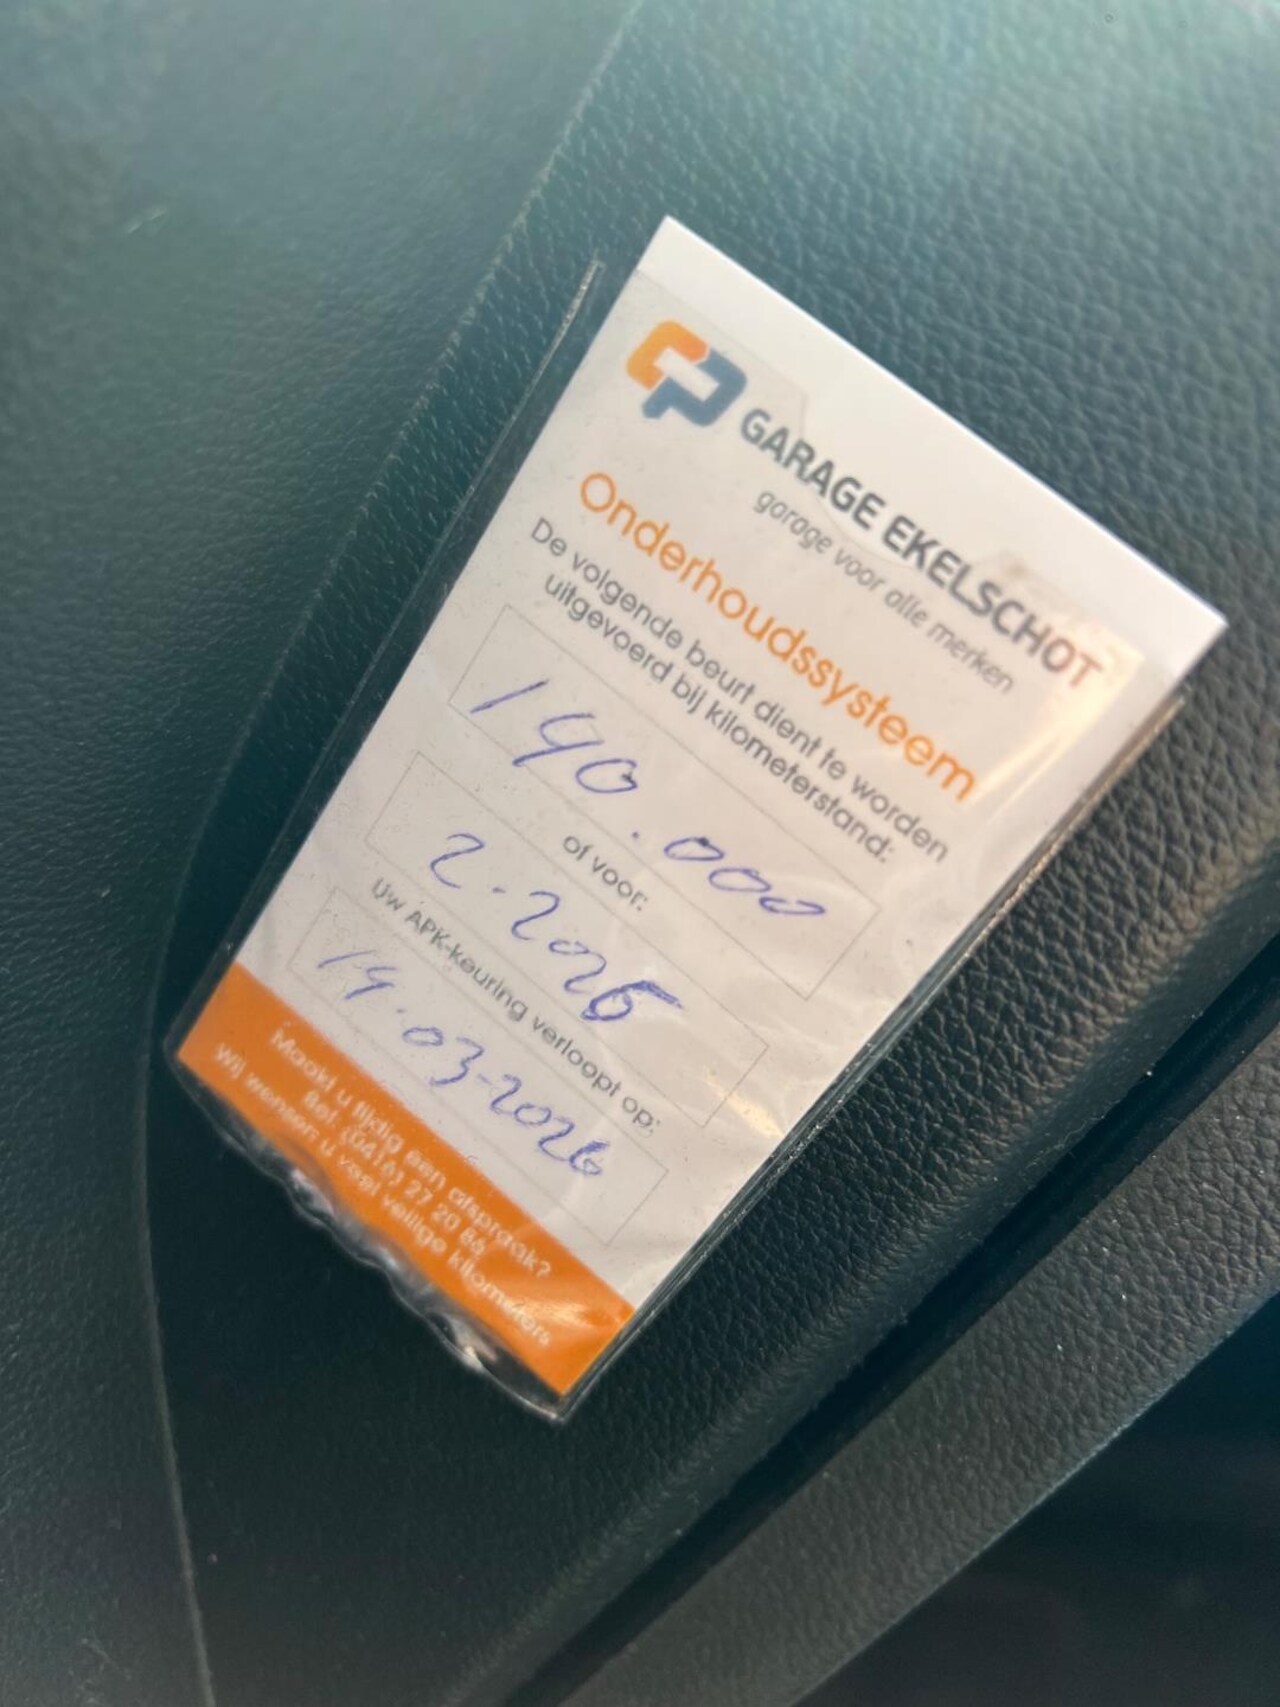 GARAGE EKELSCHOT
garage voor alle merken
Onderhoudssysteem
De volgende beurt dient te worden
uitgevoerd bij kilometerstand:
140.000
of voor:
2-2026
Uw APK-keuring verloopt op:
14-03-2026
Maakt u tijdig een afspraak?
Bel: (0416) 27 20 86
Wij wensen u veel veilige kilometers